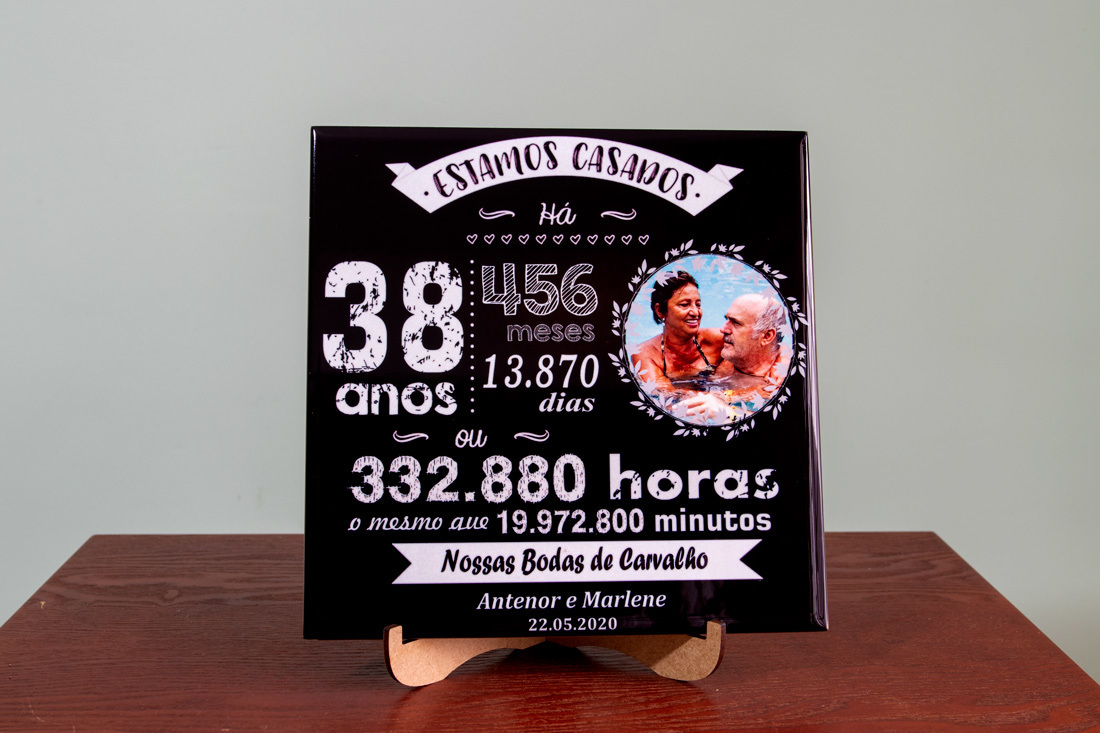 • ESTAMOS CASADOS •
Há
38
anos
456
meses
13.870
dias
ou
332.880 horas
o mesmo que 19.972.800 minutos
Nossas Bodas de Carvalho
Antenor e Marlene
22.05.2020